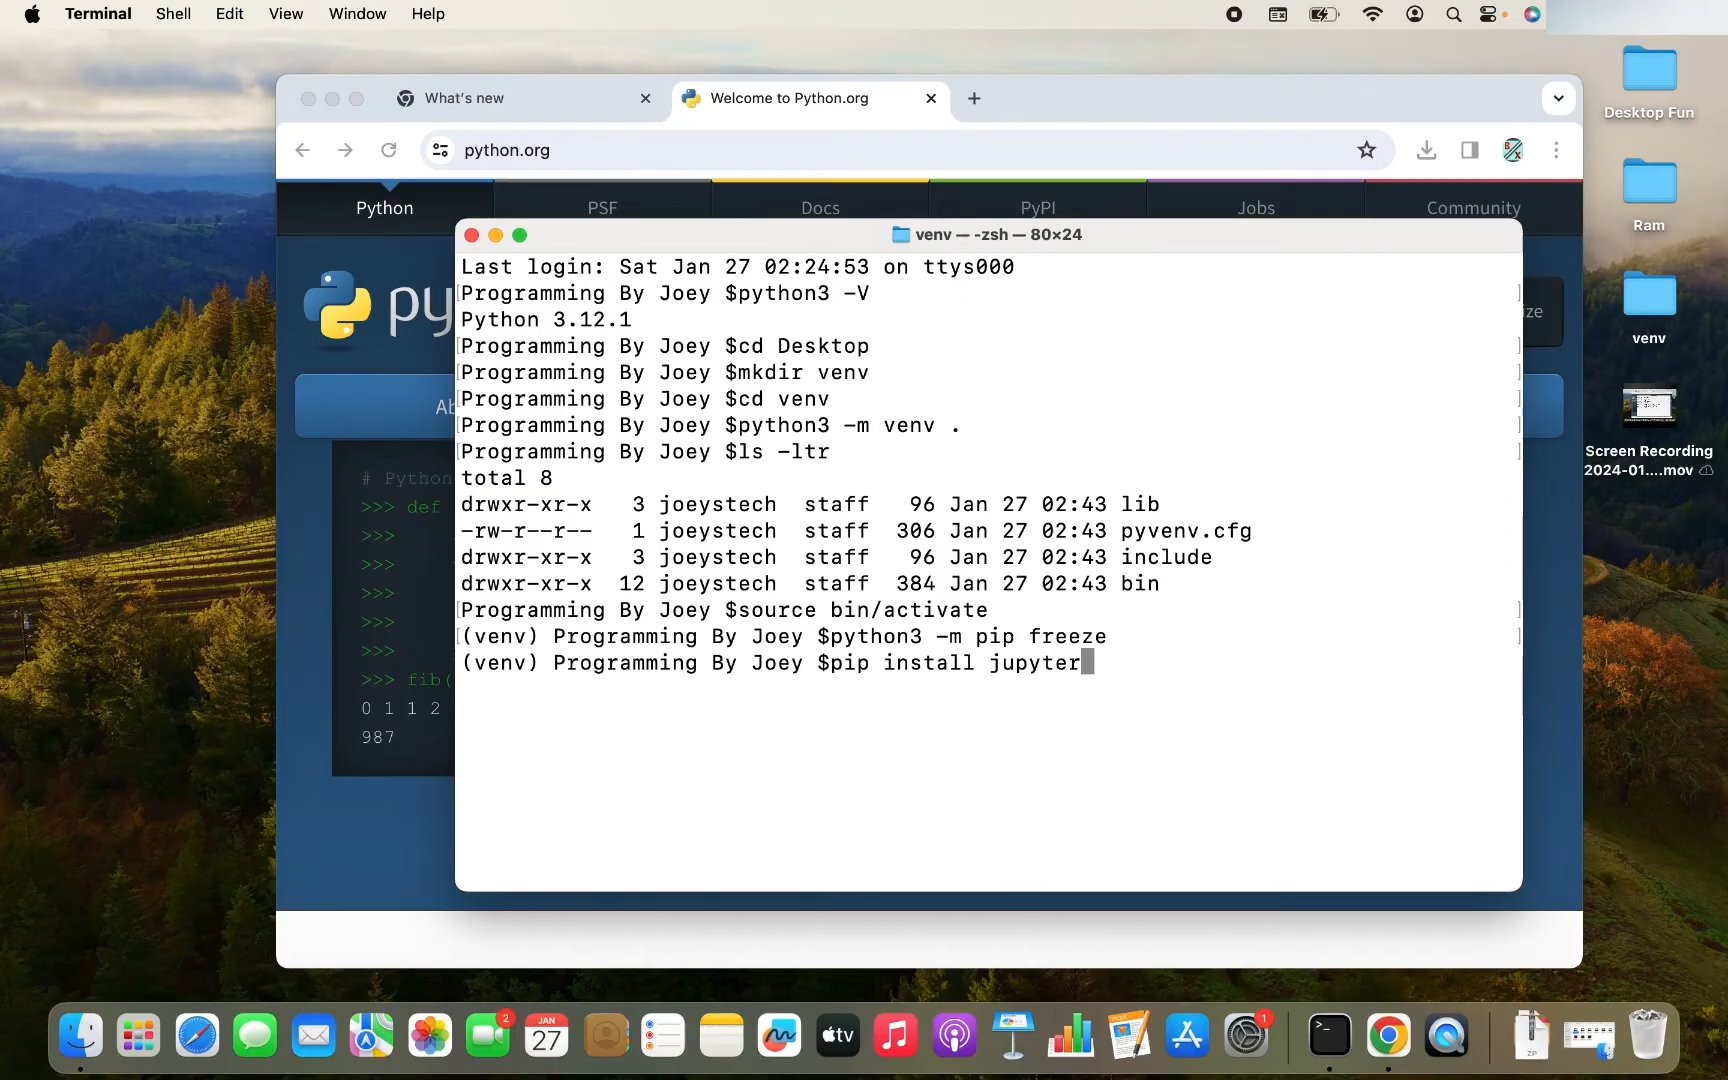 Terminal Shell Edit View Window Help
What's new
Welcome to Python.org
python.org
Python PSF Docs PyPI Jobs Community
venv — -zsh — 80×24
Last login: Sat Jan 27 02:24:53 on ttys000
Programming By Joey $python3 -V
Python 3.12.1
Programming By Joey $cd Desktop
Programming By Joey $mkdir venv
Programming By Joey $cd venv
Programming By Joey $python3 -m venv .
Programming By Joey $ls -ltr
total 8
drwxr-xr-x   3 joeystech  staff   96 Jan 27 02:43 lib
-rw-r--r--   1 joeystech  staff  306 Jan 27 02:43 pyvenv.cfg
drwxr-xr-x   3 joeystech  staff   96 Jan 27 02:43 include
drwxr-xr-x  12 joeystech  staff  384 Jan 27 02:43 bin
Programming By Joey $source bin/activate
(venv) Programming By Joey $python3 -m pip freeze
(venv) Programming By Joey $pip install jupyter
py
ze
Ab
# Python
>>> def
>>>
>>>
>>>
>>>
>>>
>>> fib(
0 1 1 2
987
Desktop Fun
Ram
venv
Screen Recording
2024-01....mov
2
JAN
27
tv
1
>_
ZIP